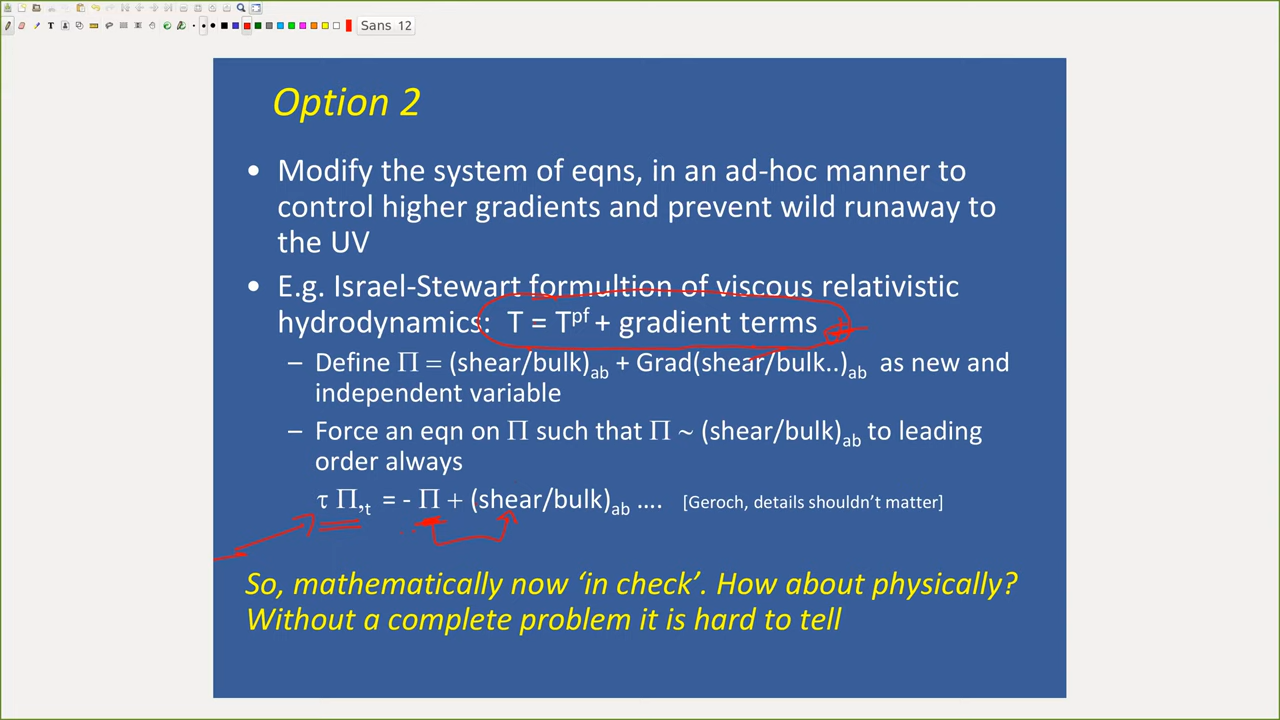 T
Sans 12
Option 2
• Modify the system of eqns, in an ad-hoc manner to
control higher gradients and prevent wild runaway to
the UV
• E.g. Israel-Stewart formultion of viscous relativistic
hydrodynamics: T = Tᵖᶠ + gradient terms
– Define Π = (shear/bulk)ab + Grad(shear/bulk..)ab as new and
independent variable
– Force an eqn on Π such that Π ~ (shear/bulk)ab to leading
order always
τ Π,t = - Π + (shear/bulk)ab .... [Geroch, details shouldn't matter]
So, mathematically now 'in check'. How about physically?
Without a complete problem it is hard to tell